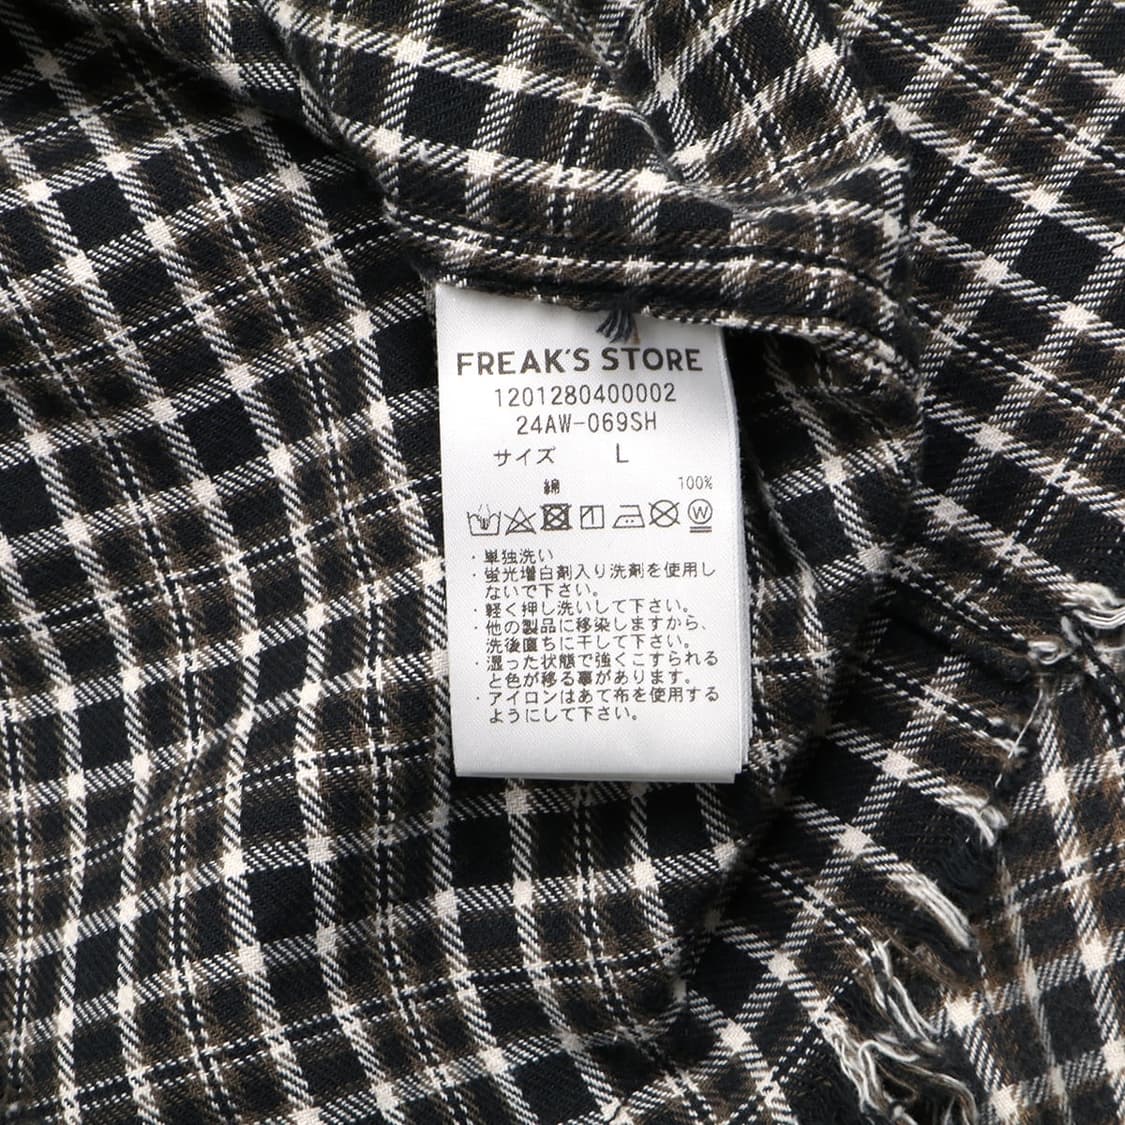 FREAK'S STORE
1201280400002
24AW-069SH
サイズ L
綿 100%
W
・単独洗い
・蛍光増白剤入り洗剤を使用し
ないで下さい。
・軽く押し洗いして下さい。
・他の製品に移染しますから、
洗後直ちに干して下さい。
・湿った状態で強くこすられる
と色が移る事があります。
・アイロンはあて布を使用する
ようにして下さい。